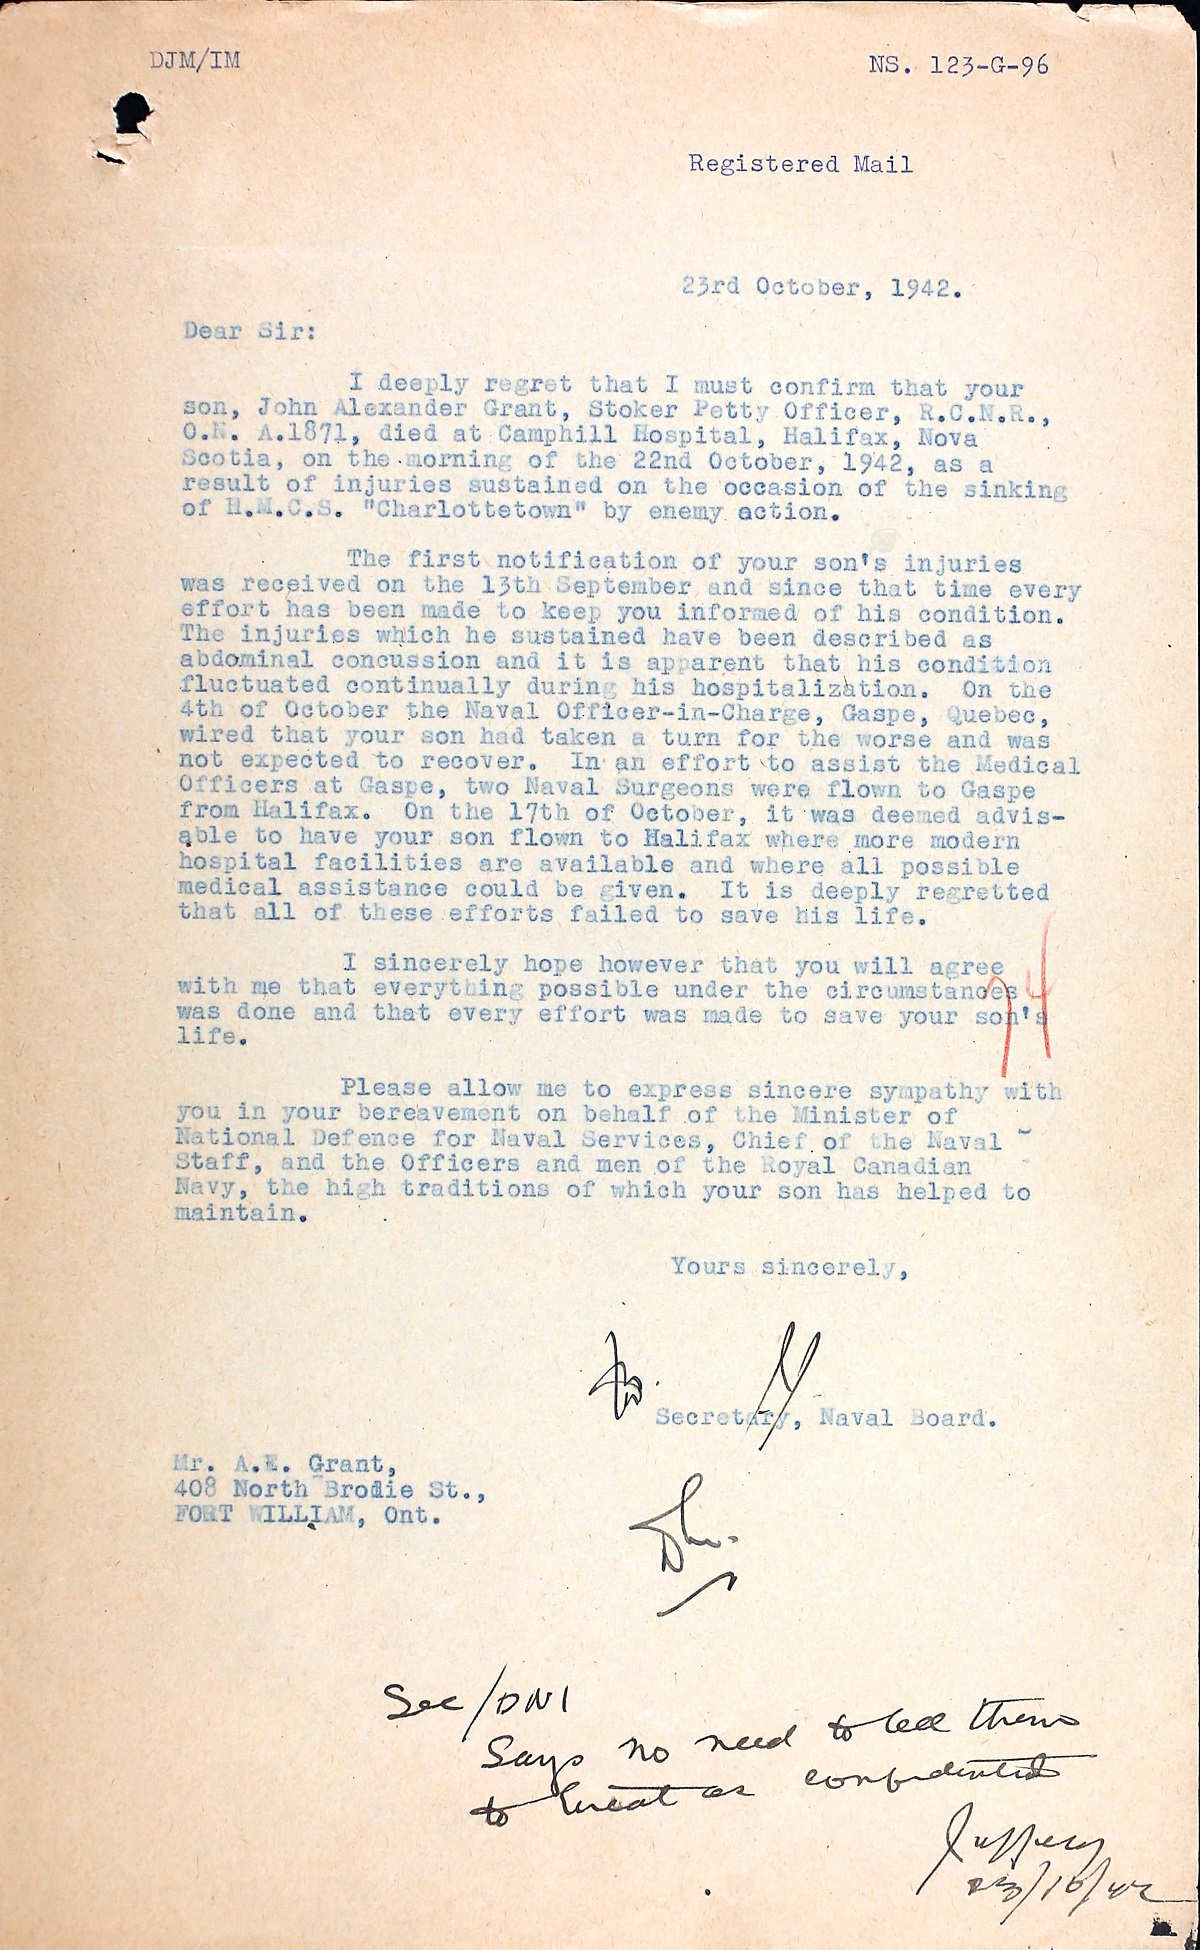 DJM/IM
NS. 123-G-96
Registered Mail
23rd October, 1942.
Dear Sir:
I deeply regret that I must confirm that your
son, John Alexander Grant, Stoker Petty Officer, R.C.N.R.,
O.N. A.1871, died at Camphill Hospital, Halifax, Nova
Scotia, on the morning of the 22nd October, 1942, as a
result of injuries sustained on the occasion of the sinking
of H.M.C.S. "Charlottetown" by enemy action.
The first notification of your son's injuries
was received on the 13th September and since that time every
effort has been made to keep you informed of his condition.
The injuries which he sustained have been described as
abdominal concussion and it is apparent that his condition
fluctuated continually during his hospitalization. On the
4th of October the Naval Officer-in-Charge, Gaspe, Quebec,
wired that your son had taken a turn for the worse and was
not expected to recover. In an effort to assist the Medical
Officers at Gaspe, two Naval Surgeons were flown to Gaspe
from Halifax. On the 17th of October, it was deemed advis-
able to have your son flown to Halifax where more modern
hospital facilities are available and where all possible
medical assistance could be given. It is deeply regretted
that all of these efforts failed to save his life.
I sincerely hope however that you will agree
with me that everything possible under the circumstances
was done and that every effort was made to save your son's
life.
74
Please allow me to express sincere sympathy with
you in your bereavement on behalf of the Minister of
National Defence for Naval Services, Chief of the Naval
Staff, and the Officers and men of the Royal Canadian
Navy, the high traditions of which your son has helped to
maintain.
Yours sincerely,
Secretary, Naval Board.
Mr. A.E. Grant,
408 North Brodie St.,
FORT WILLIAM, Ont.
Sec/DNI
Says no need to tell them
to treat as confidential
23/10/42